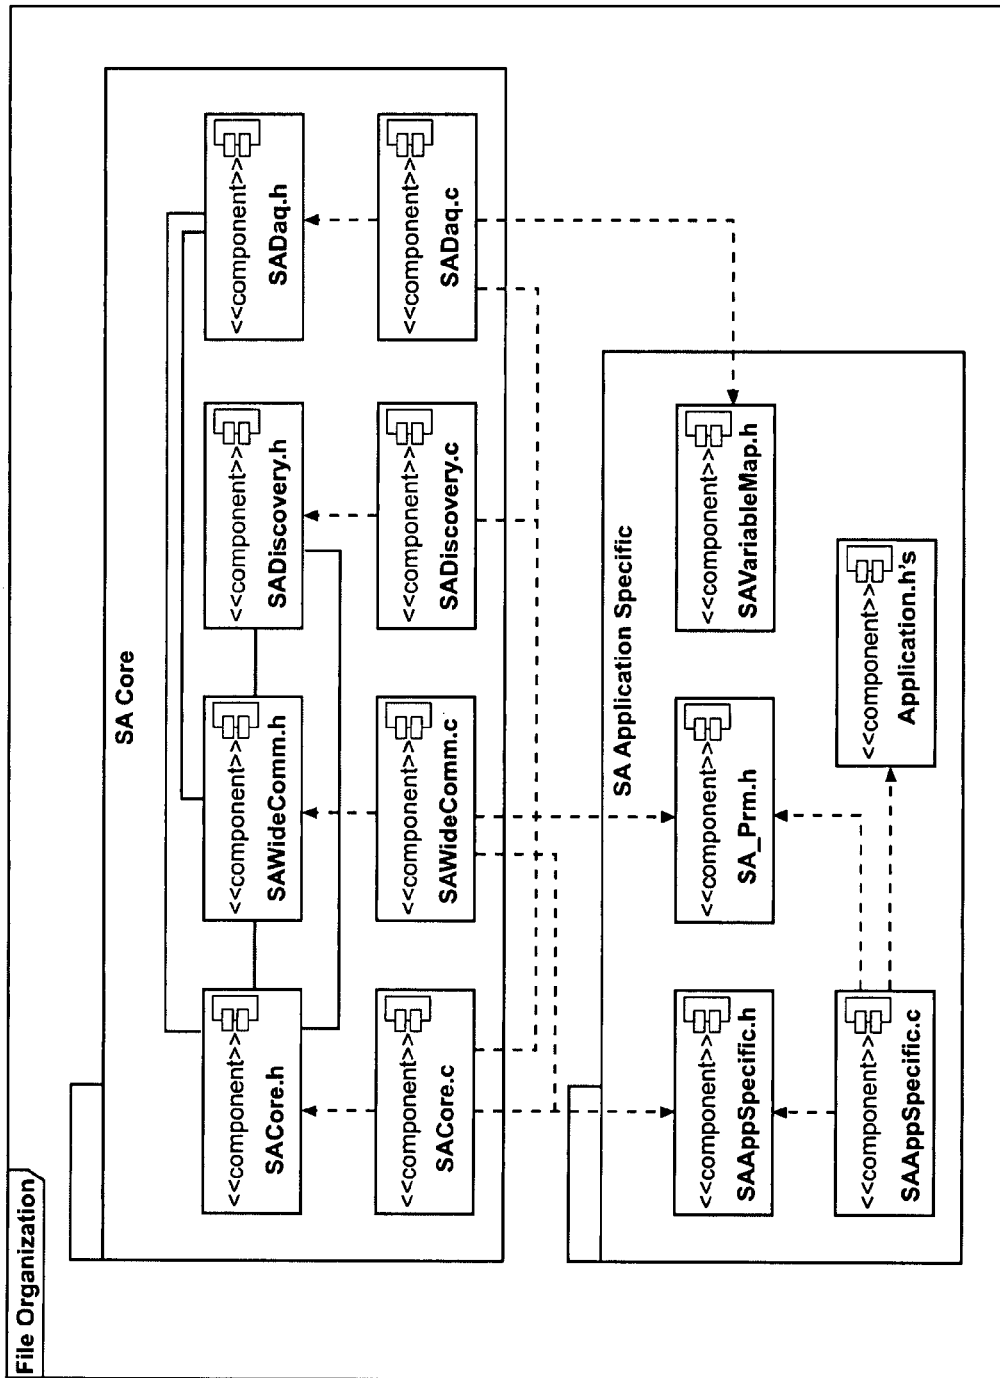 File Organization
SA Core
<<component>>
SACore.h
<<component>>
SAWideComm.h
<<component>>
SADiscovery.h
<<component>>
SADaq.h
<<component>>
SACore.c
<<component>>
SAWideComm.c
<<component>>
SADiscovery.c
<<component>>
SADaq.c
SA Application Specific
<<component>>
SAAppSpecific.h
<<component>>
SA_Prm.h
<<component>>
SAVariableMap.h
<<component>>
SAAppSpecific.c
<<component>>
Application.h's